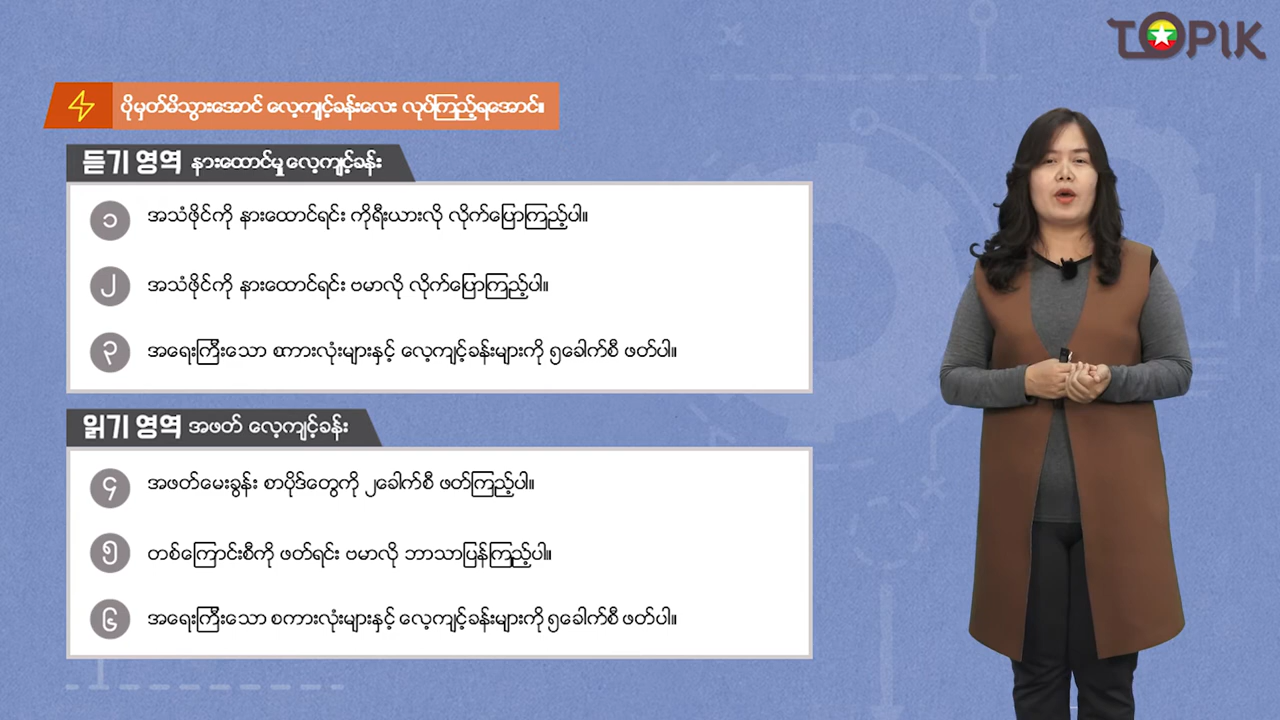 TOPIK
ပိုမှတ်မိသွားအောင် လေ့ကျင့်ခန်းလေး လုပ်ကြည့်ရအောင်။
듣기 영역 နားထောင်မှု လေ့ကျင့်ခန်း
၁ အသံဖိုင်ကို နားထောင်ရင်း ကိုရီးယားလို လိုက်ပြောကြည့်ပါ။
၂ အသံဖိုင်ကို နားထောင်ရင်း ဗမာလို လိုက်ပြောကြည့်ပါ။
၃ အရေးကြီးသော စကားလုံးများနှင့် လေ့ကျင့်ခန်းများကို ၅ခေါက်စီ ဖတ်ပါ။
읽기 영역 အဖတ် လေ့ကျင့်ခန်း
၄ အဖတ်မေးခွန်း စာပိုဒ်တွေကို ၂ခေါက်စီ ဖတ်ကြည့်ပါ။
၅ တစ်ကြောင်းစီကို ဖတ်ရင်း ဗမာလို ဘာသာပြန်ကြည့်ပါ။
၆ အရေးကြီးသော စကားလုံးများနှင့် လေ့ကျင့်ခန်းများကို ၅ခေါက်စီ ဖတ်ပါ။